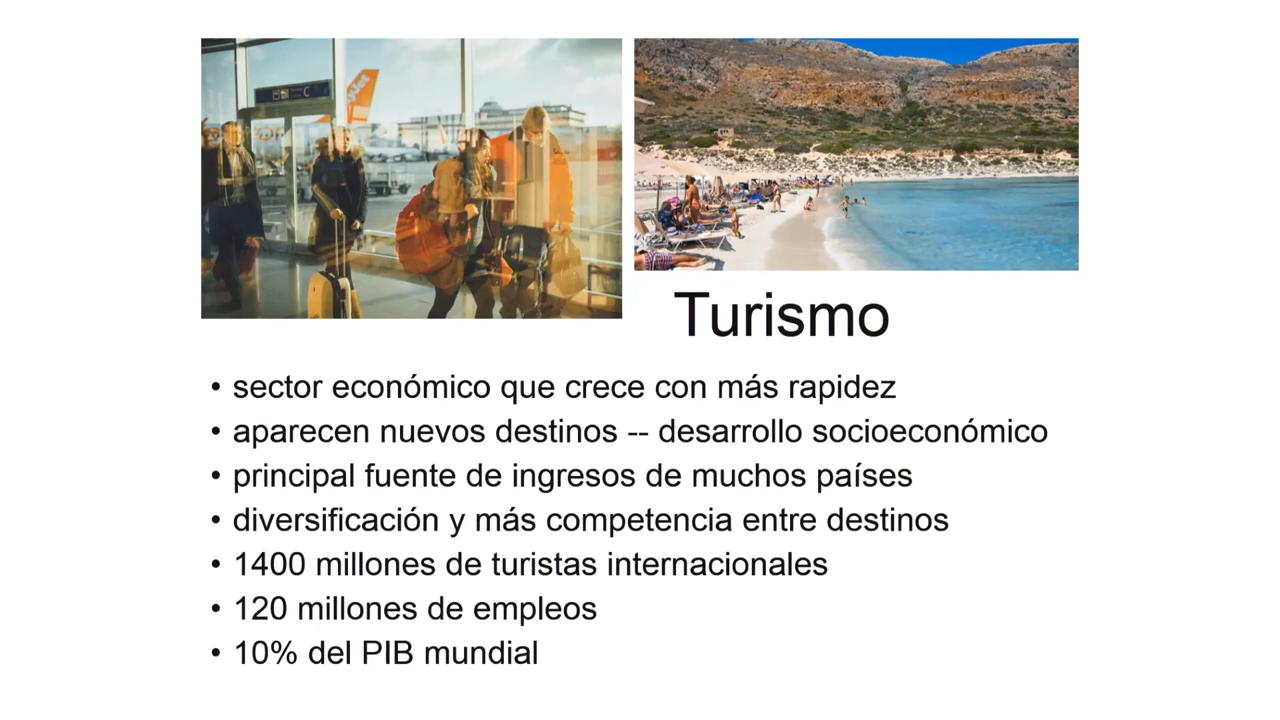 C
Turismo
• sector económico que crece con más rapidez
• aparecen nuevos destinos -- desarrollo socioeconómico
• principal fuente de ingresos de muchos países
• diversificación y más competencia entre destinos
• 1400 millones de turistas internacionales
• 120 millones de empleos
• 10% del PIB mundial